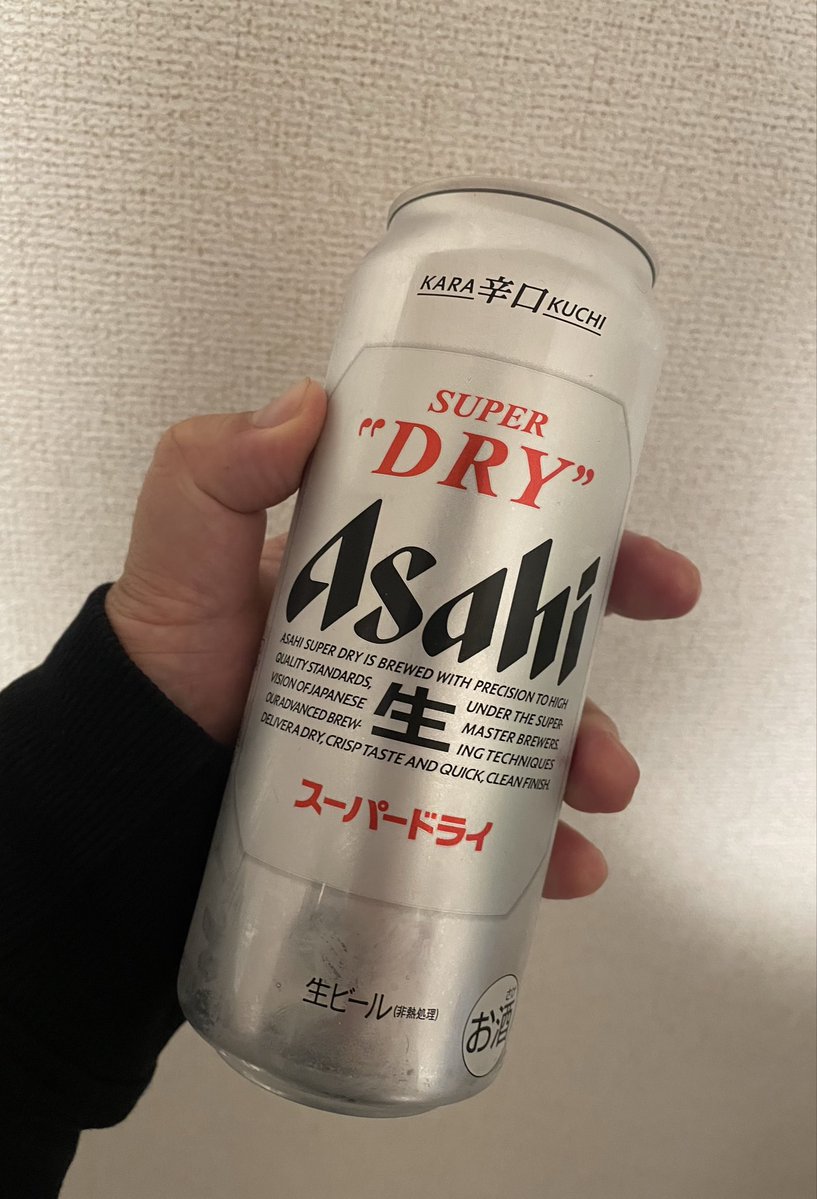 KARA 辛口 KUCHI
SUPER
"DRY"
Asahi
ASAHI SUPER DRY IS BREWED WITH PRECISION TO HIGH
QUALITY STANDARDS, UNDER THE SUPER-
VISION OF JAPANESE MASTER BREWERS.
OUR ADVANCED BREW- ING TECHNIQUES
DELIVER A DRY, CRISP TASTE AND QUICK, CLEAN FINISH.
生
スーパードライ
生ビール(非熱処理)
お酒